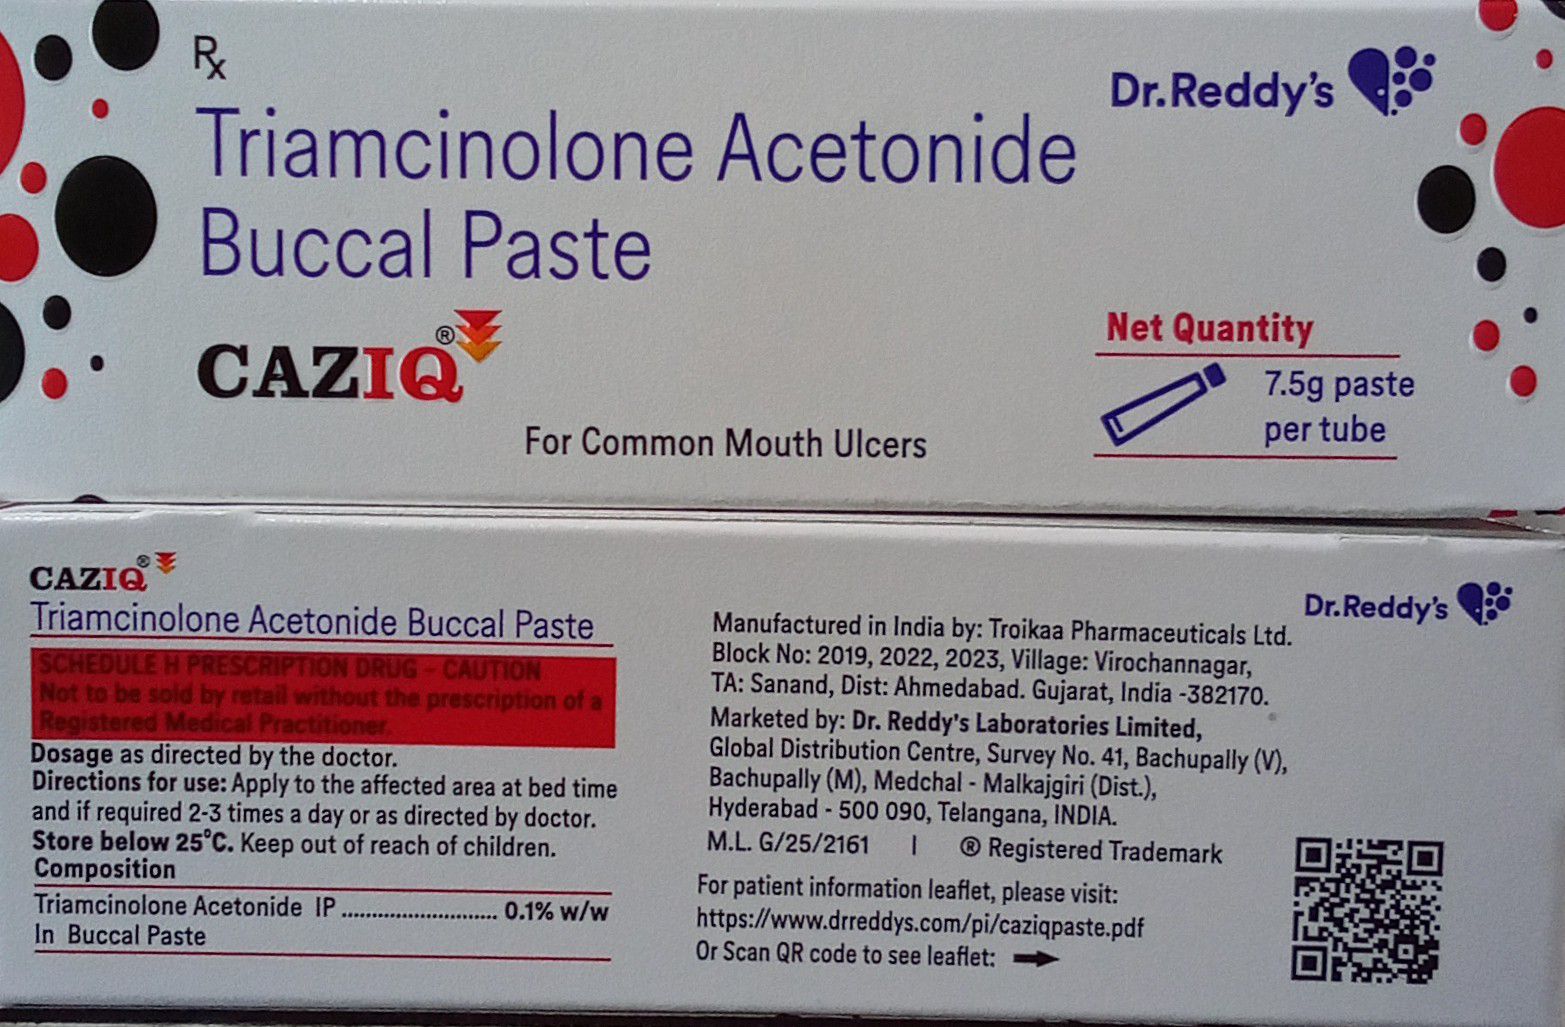 Rx
Dr.Reddy's
Triamcinolone Acetonide
Buccal Paste
CAZIQ®
Net Quantity
7.5g paste
per tube
For Common Mouth Ulcers
CAZIQ®
Triamcinolone Acetonide Buccal Paste
SCHEDULE H PRESCRIPTION DRUG - CAUTION
Not to be sold by retail without the prescription of a
Registered Medical Practitioner.
Dosage as directed by the doctor.
Directions for use: Apply to the affected area at bed time
and if required 2-3 times a day or as directed by doctor.
Store below 25°C. Keep out of reach of children.
Composition
Triamcinolone Acetonide IP .......................... 0.1% w/w
In Buccal Paste
Dr.Reddy's
Manufactured in India by: Troikaa Pharmaceuticals Ltd.
Block No: 2019, 2022, 2023, Village: Virochannagar,
TA: Sanand, Dist: Ahmedabad. Gujarat, India -382170.
Marketed by: Dr. Reddy's Laboratories Limited,
Global Distribution Centre, Survey No. 41, Bachupally (V),
Bachupally (M), Medchal - Malkajgiri (Dist.),
Hyderabad - 500 090, Telangana, INDIA.
M.L. G/25/2161 | ® Registered Trademark
For patient information leaflet, please visit:
https://www.drreddys.com/pi/caziqpaste.pdf
Or Scan QR code to see leaflet: